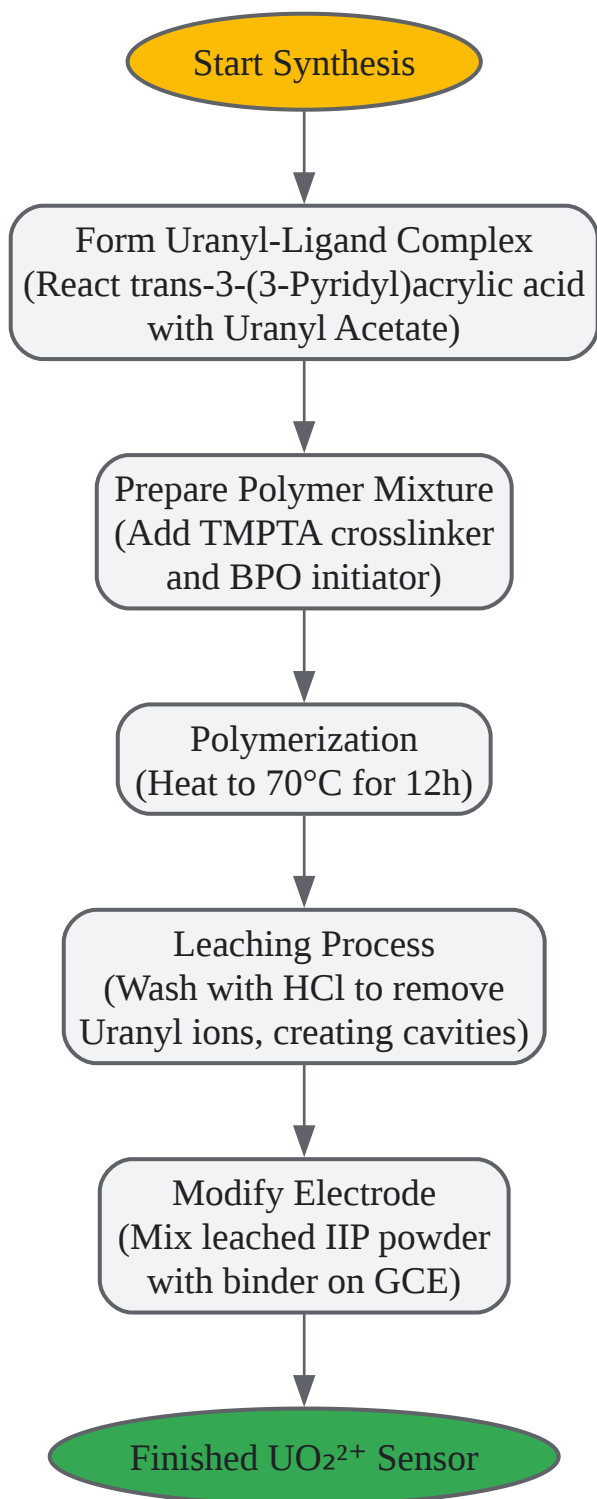 Start Synthesis
Form Uranyl-Ligand Complex
(React trans-3-(3-Pyridyl)acrylic acid
with Uranyl Acetate)
Prepare Polymer Mixture
(Add TMPTA crosslinker
and BPO initiator)
Polymerization
(Heat to 70°C for 12h)
Leaching Process
(Wash with HCl to remove
Uranyl ions, creating cavities)
Modify Electrode
(Mix leached IIP powder
with binder on GCE)
Finished UO₂²⁺ Sensor